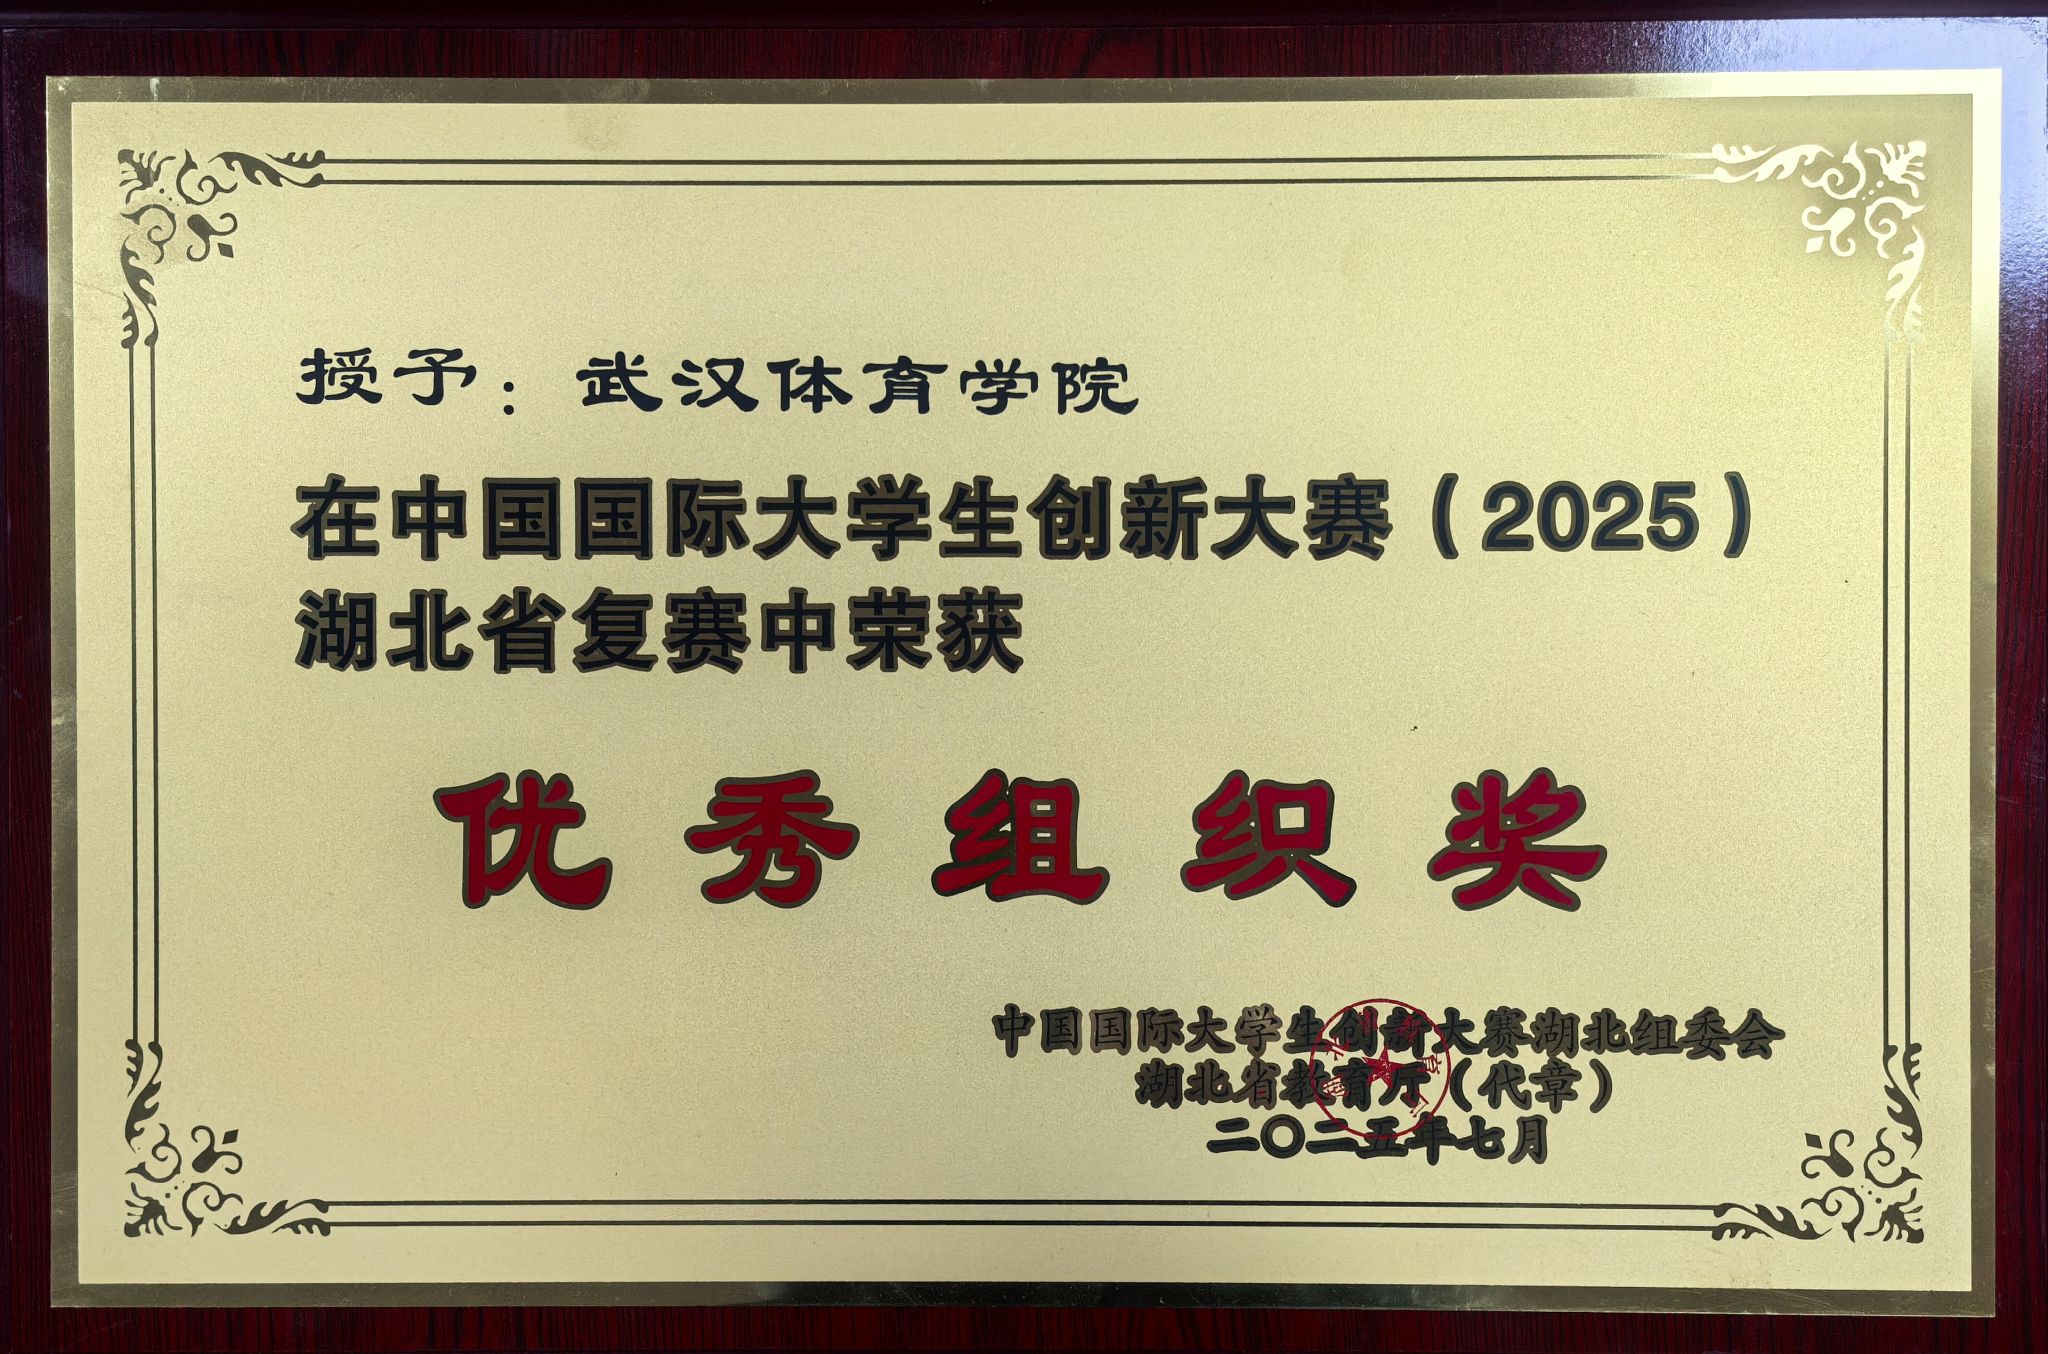 授予：武汉体育学院
在中国国际大学生创新大赛（2025）
湖北省复赛中荣获
优秀组织奖
中国国际大学生创新大赛湖北组委会
湖北省教育厅（代章）
二〇二五年七月